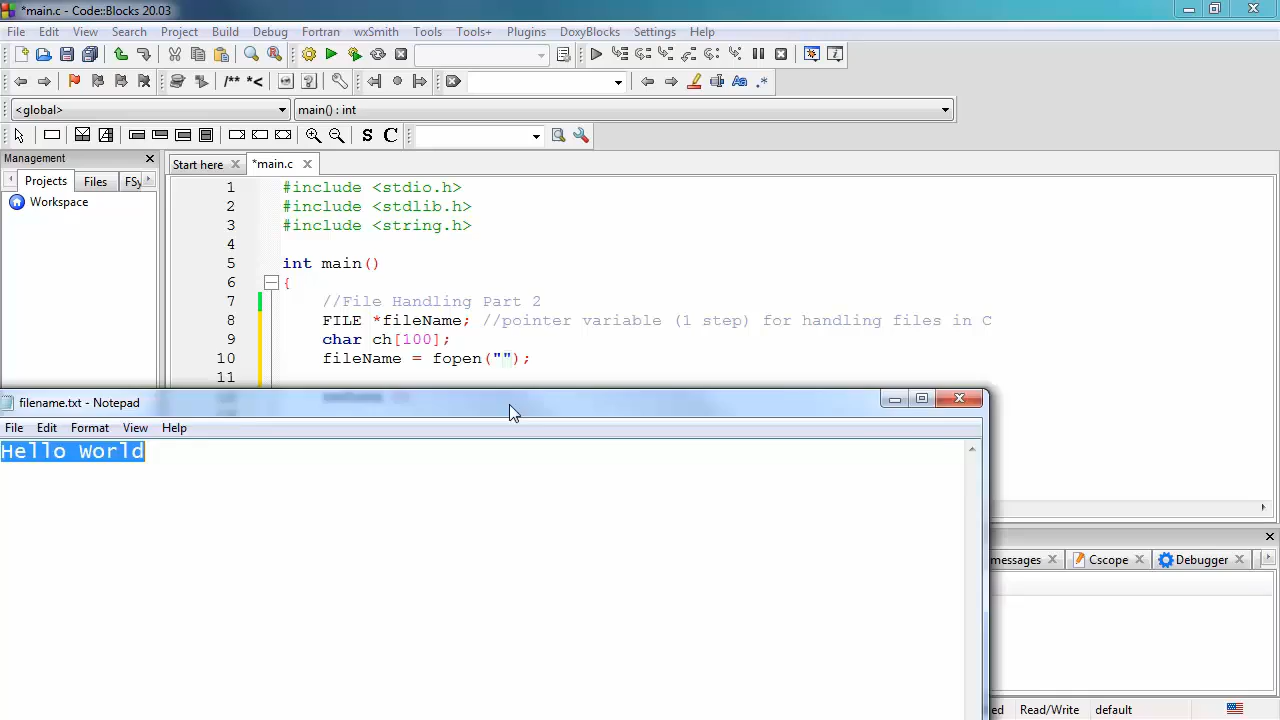 *main.c - Code::Blocks 20.03
File Edit View Search Project Build Debug Fortran wxSmith Tools Tools+ Plugins DoxyBlocks Settings Help
/** *<
<global> main() : int
S C
Management
Start here *main.c
Projects Files FSy
Workspace
1 #include <stdio.h>
2 #include <stdlib.h>
3 #include <string.h>
4
5 int main()
6 {
7 //File Handling Part 2
8 FILE *fileName; //pointer variable (1 step) for handling files in C
9 char ch[100];
10 fileName = fopen("");
11
filename.txt - Notepad
File Edit Format View Help
Hello World
messages Cscope Debugger
ed Read/Write default